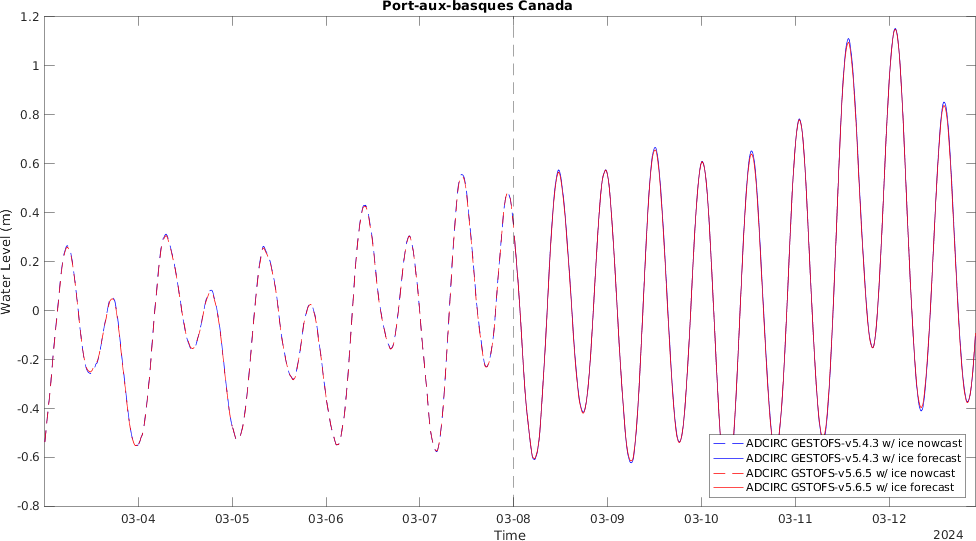 Port-aux-basques Canada
1.2
1
0.8
0.6
0.4
0.2
0
-0.2
-0.4
-0.6
-0.8
Water Level (m)
ADCIRC GESTOFS-v5.4.3 w/ ice nowcast
ADCIRC GESTOFS-v5.4.3 w/ ice forecast
ADCIRC GSTOFS-v5.6.5 w/ ice nowcast
ADCIRC GSTOFS-v5.6.5 w/ ice forecast
03-04 03-05 03-06 03-07 03-08 03-09 03-10 03-11 03-12
Time
2024